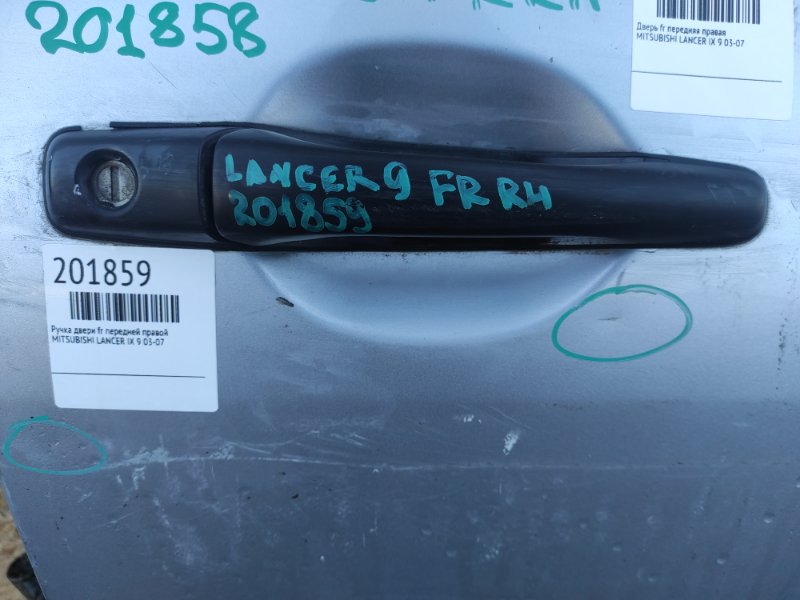 201858
Дверь fr передняя правая
MITSUBISHI LANCER IX 9 03-07
LANCER 9 FR RH
201859
201859
Ручка двери fr передней правой
MITSUBISHI LANCER IX 9 03-07